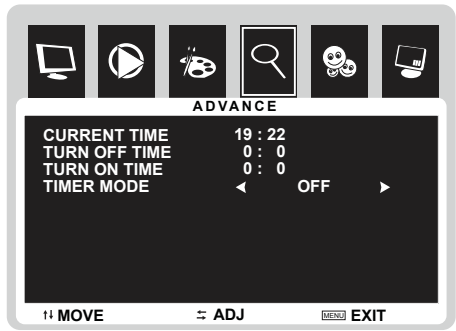 ADVANCE
CURRENT TIME 19 : 22
TURN OFF TIME 0 : 0
TURN ON TIME 0 : 0
TIMER MODE ◀ OFF ▶
↑↓ MOVE ⇆ ADJ MENU EXIT